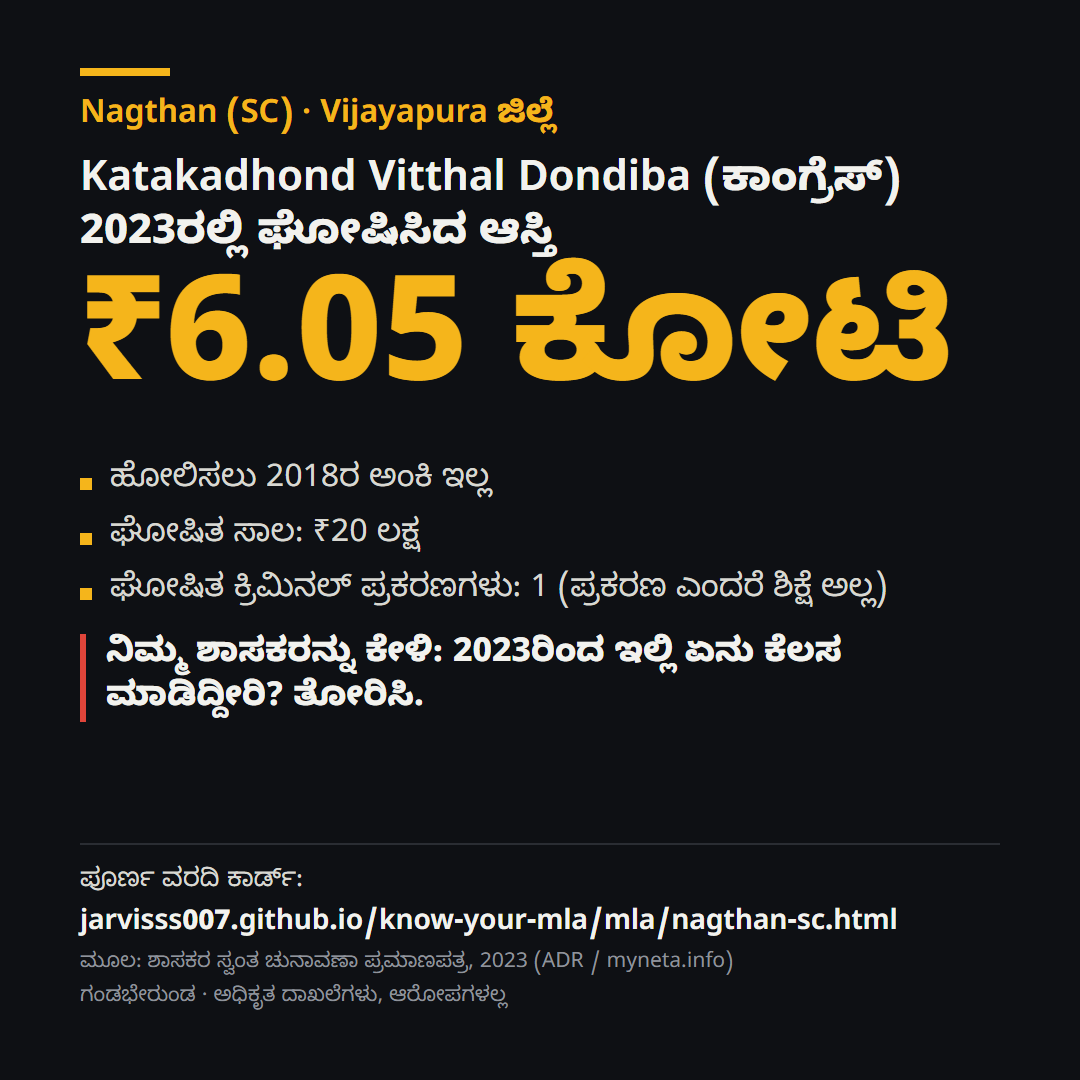 Nagthan (SC) · Vijayapura ಜಿಲ್ಲೆ
Katakadhond Vitthal Dondiba (ಕಾಂಗ್ರೆಸ್)
2023ರಲ್ಲಿ ಘೋಷಿಸಿದ ಆಸ್ತಿ
₹6.05 ಕೋಟಿ
ಹೋಲಿಸಲು 2018ರ ಅಂಕಿ ಇಲ್ಲ
ಘೋಷಿತ ಸಾಲ: ₹20 ಲಕ್ಷ
ಘೋಷಿತ ಕ್ರಿಮಿನಲ್ ಪ್ರಕರಣಗಳು: 1 (ಪ್ರಕರಣ ಎಂದರೆ ಶಿಕ್ಷೆ ಅಲ್ಲ)
ನಿಮ್ಮ ಶಾಸಕರನ್ನು ಕೇಳಿ: 2023ರಿಂದ ಇಲ್ಲಿ ಏನು ಕೆಲಸ
ಮಾಡಿದ್ದೀರಿ? ತೋರಿಸಿ.
ಪೂರ್ಣ ವರದಿ ಕಾರ್ಡ್:
jarvisss007.github.io/know-your-mla/mla/nagthan-sc.html
ಮೂಲ: ಶಾಸಕರ ಸ್ವಂತ ಚುನಾವಣಾ ಪ್ರಮಾಣಪತ್ರ, 2023 (ADR / myneta.info)
ಗಂಡಭೇರುಂಡ · ಅಧಿಕೃತ ದಾಖಲೆಗಳು, ಆರೋಪಗಳಲ್ಲ